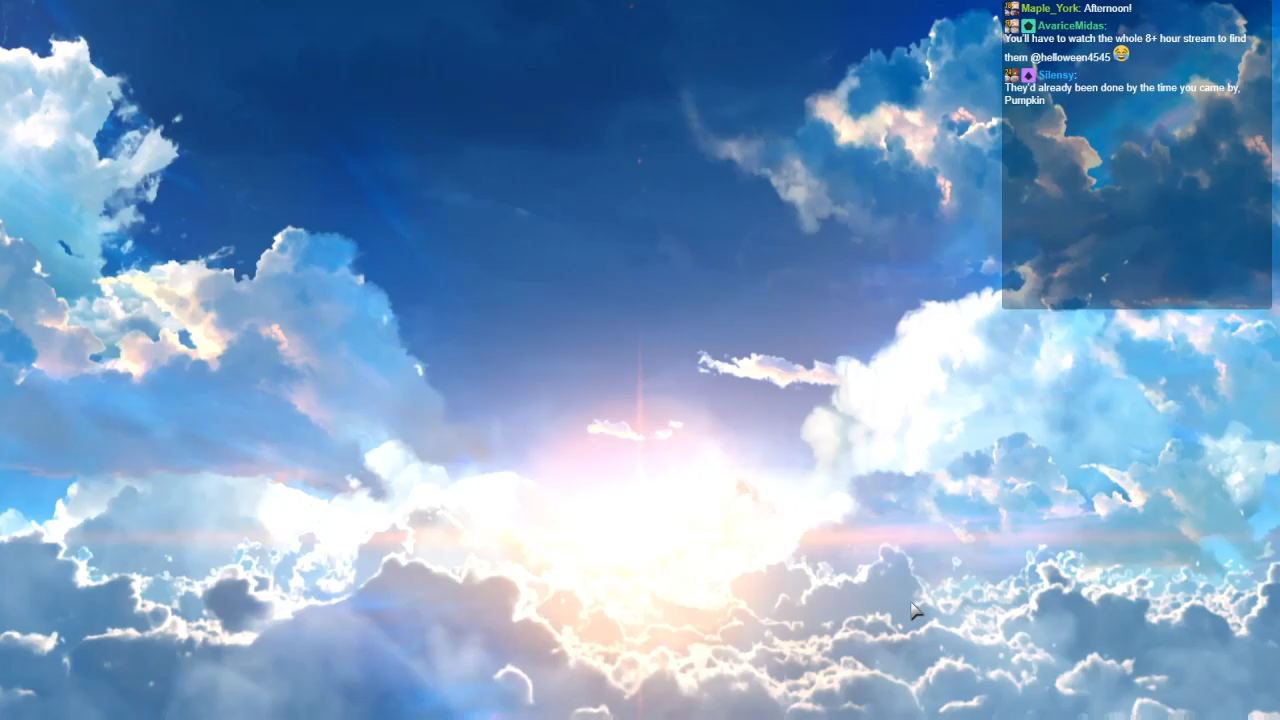 Maple_York: Afternoon!
AvariceMidas:
You'll have to watch the whole 8+ hour stream to find
them @helloween4545 😂
Silensy:
They'd already been done by the time you came by,
Pumpkin